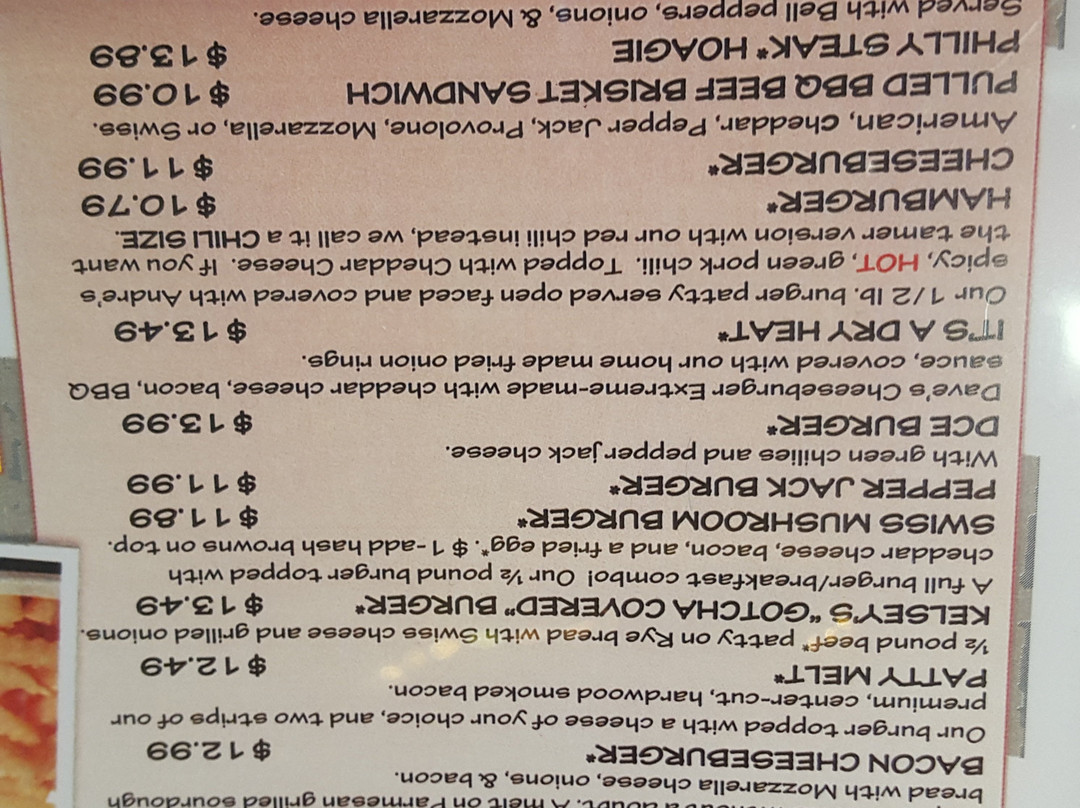 without a doubt. A melt on Parmesan grilled sourdough
bread with Mozzarella cheese, onions, & bacon.
BACON CHEESEBURGER* $12.99
Our burger topped with a cheese of your choice, and two strips of our
premium, center-cut, hardwood smoked bacon.
PATTY MELT* $12.49
½ pound beef* patty on Rye bread with Swiss cheese and grilled onions.
KELSEY'S "GOTCHA COVERED" BURGER* $13.49
A full burger/breakfast combo! Our ½ pound burger topped with
cheddar cheese, bacon, and a fried egg*. $1-add hash browns on top.
SWISS MUSHROOM BURGER* $11.89
PEPPER JACK BURGER* $11.99
With green chilies and pepper jack cheese.
DCE BURGER* $13.99
Dave's Cheeseburger Extreme-made with cheddar cheese, bacon, BBQ
sauce, covered with our home made fried onion rings.
IT'S A DRY HEAT* $13.49
Our 1/2 lb. burger patty served open faced and covered with Andre's
spicy, HOT, green pork chili. Topped with Cheddar Cheese. If you want
the tamer version with our red chili instead, we call it a CHILI SIZE.
HAMBURGER* $10.79
CHEESEBURGER* $11.99
American, Cheddar, Pepper Jack, Provolone, Mozzarella, or Swiss.
PULLED BBQ BEEF BRISKET SANDWICH $10.99
PHILLY STEAK* HOAGIE $13.89
Served with Bell peppers, onions, & Mozzarella cheese.